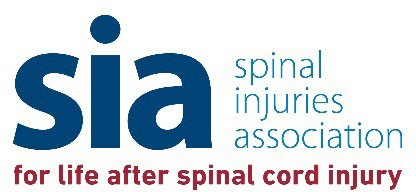 sia
spinal
injuries
association
for life after spinal cord injury